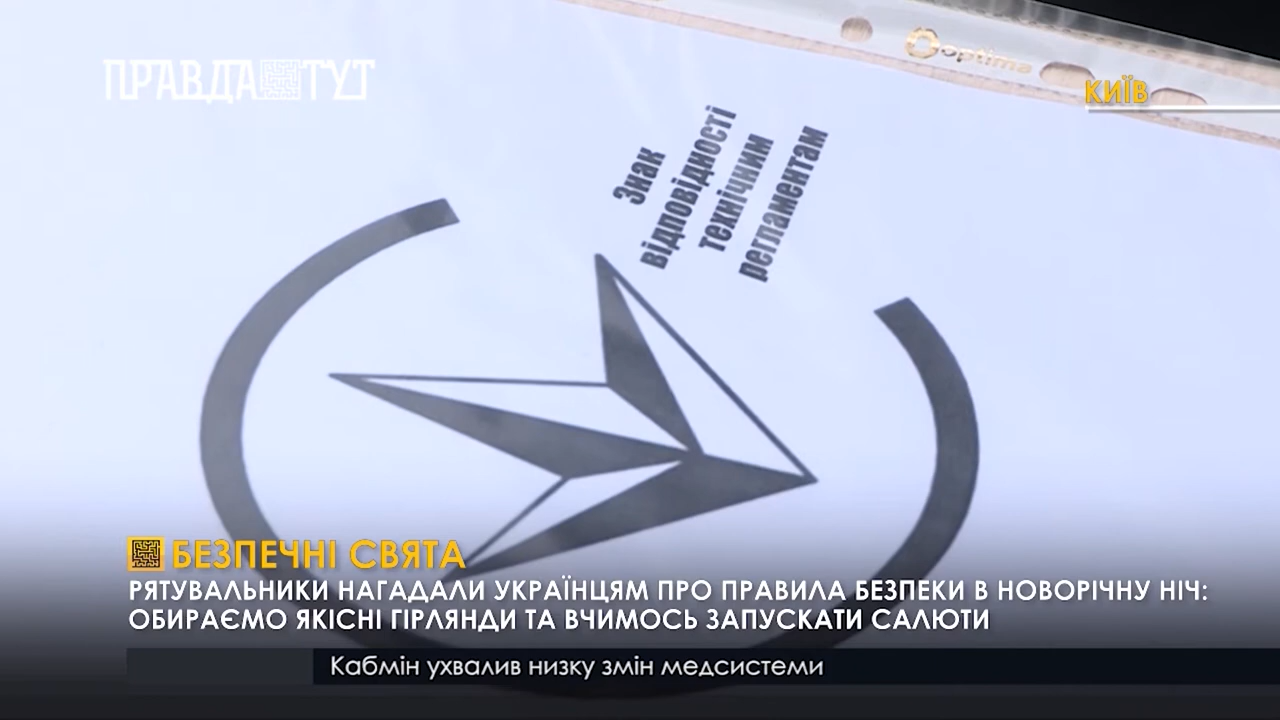 ПРАВДА ТУТ
optima
КИЇВ
Знак
відповідності
технічним
регламентам
БЕЗПЕЧНІ СВЯТА
РЯТУВАЛЬНИКИ НАГАДАЛИ УКРАЇНЦЯМ ПРО ПРАВИЛА БЕЗПЕКИ В НОВОРІЧНУ НІЧ:
ОБИРАЄМО ЯКІСНІ ГІРЛЯНДИ ТА ВЧИМОСЬ ЗАПУСКАТИ САЛЮТИ
Кабмін ухвалив низку змін медсистеми